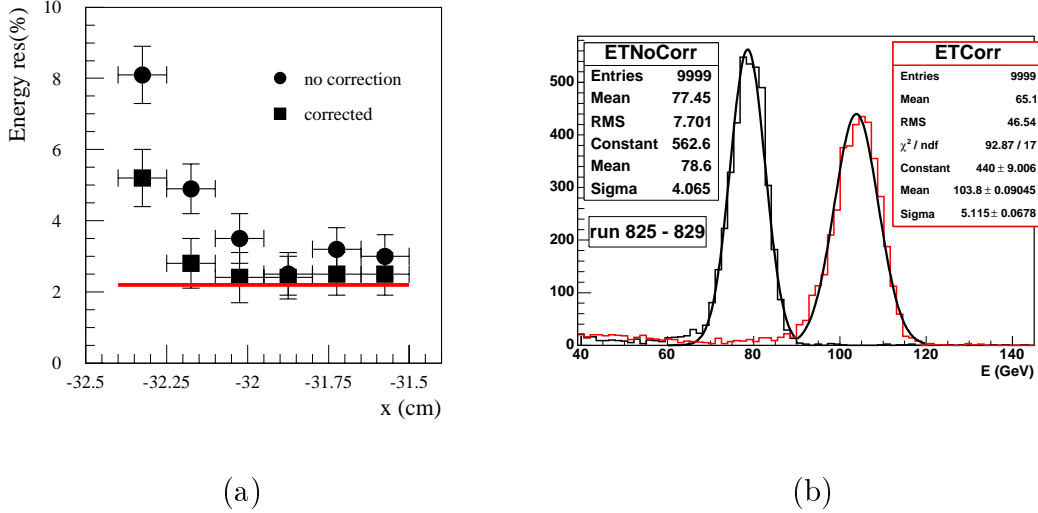 Energy res(%)
10
8
6
4
2
0
no correction
corrected
-32.5 -32.25 -32 -31.75 -31.5
x (cm)
(a)
500
400
300
200
100
0
ETNoCorr
Entries 9999
Mean 77.45
RMS 7.701
Constant 562.6
Mean 78.6
Sigma 4.065
run 825 - 829
ETCorr
Entries 9999
Mean 65.1
RMS 46.54
χ² / ndf 92.87 / 17
Constant 440 ± 9.006
Mean 103.8 ± 0.09045
Sigma 5.115 ± 0.0678
40 60 80 100 120 140
E (GeV)
(b)